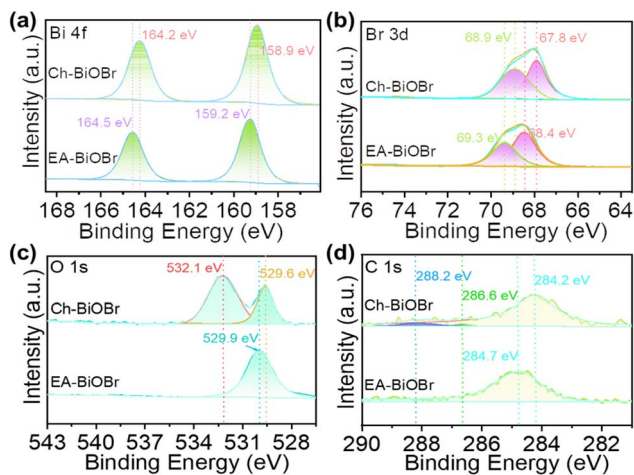 (a)
Bi 4f
164.2 eV
158.9 eV
Ch-BiOBr
164.5 eV
159.2 eV
EA-BiOBr
Intensity (a.u.)
168 166 164 162 160 158
Binding Energy (eV)
(b)
Br 3d
68.9 eV
67.8 eV
Ch-BiOBr
69.3 eV
68.4 eV
EA-BiOBr
Intensity (a.u.)
76 74 72 70 68 66 64
Binding Energy (eV)
(c)
O 1s
532.1 eV
529.6 eV
Ch-BiOBr
529.9 eV
EA-BiOBr
Intensity (a.u.)
543 540 537 534 531 528
Binding Energy (eV)
(d)
C 1s
288.2 eV
286.6 eV
284.2 eV
Ch-BiOBr
284.7 eV
EA-BiOBr
Intensity (a.u.)
290 288 286 284 282
Binding Energy (eV)